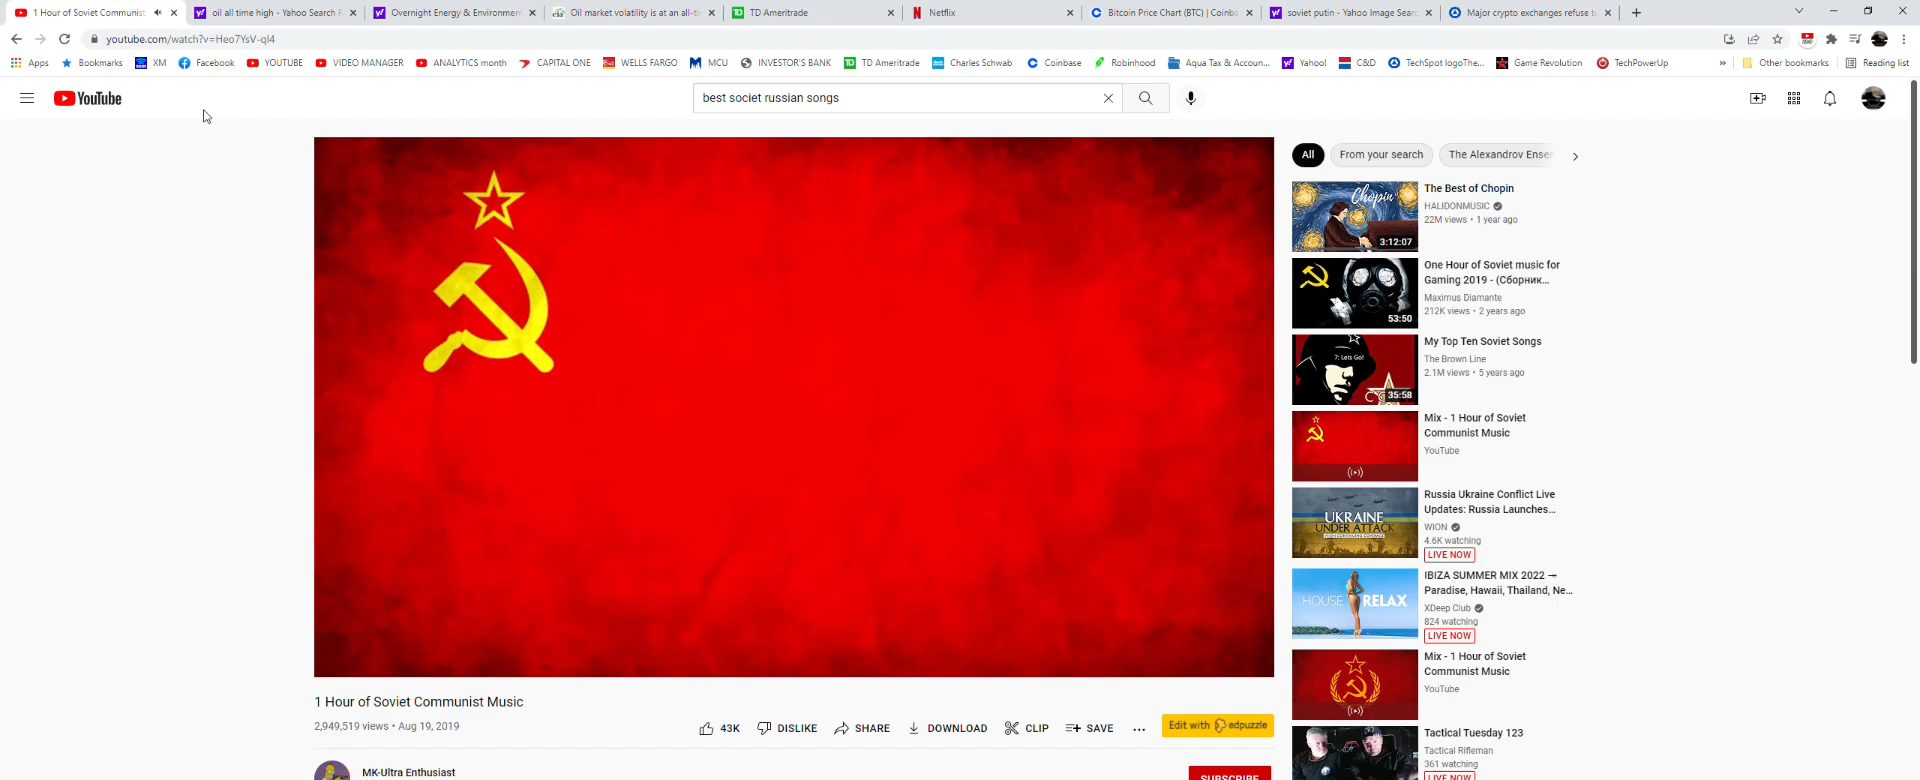 1 Hour of Soviet Communist
oil all time high - Yahoo Search R
Overnight Energy & Environmen
Oil market volatility is at an all-ti
TD Ameritrade
Netflix
Bitcoin Price Chart (BTC) | Coinba
soviet putin - Yahoo Image Sear
Major crypto exchanges refuse t
youtube.com/watch?v=Heo7YsV-qI4
Apps
Bookmarks
XM
Facebook
YOUTUBE
VIDEO MANAGER
ANALYTICS month
CAPITAL ONE
WELLS FARGO
MCU
INVESTOR'S BANK
TD Ameritrade
Charles Schwab
Coinbase
Robinhood
Aqua Tax & Accoun...
Yahoo!
C&D
TechSpot logoThe...
Game Revolution
TechPowerUp
»
Other bookmarks
Reading list
YouTube
best societ russian songs
All
From your search
The Alexandrov Ensen
Chopin
3:12:07
The Best of Chopin
HALIDONMUSIC
22M views • 1 year ago
53:50
One Hour of Soviet music for
Gaming 2019 - (Сборник...
Maximus Diamante
212K views • 2 years ago
7: Lets Go!
35:58
My Top Ten Soviet Songs
The Brown Line
2.1M views • 5 years ago
Mix - 1 Hour of Soviet
Communist Music
YouTube
UKRAINE
UNDER ATTACK
Russia Ukraine Conflict Live
Updates: Russia Launches...
WION
4.6K watching
LIVE NOW
HOUSE RELAX
IBIZA SUMMER MIX 2022
Paradise, Hawaii, Thailand, Ne...
XDeep Club
824 watching
LIVE NOW
Mix - 1 Hour of Soviet
Communist Music
YouTube
Tactical Tuesday 123
Tactical Rifleman
361 watching
LIVE NOW
1 Hour of Soviet Communist Music
2,949,519 views • Aug 19, 2019
43K
DISLIKE
SHARE
DOWNLOAD
CLIP
SAVE
...
Edit with edpuzzle
MK-Ultra Enthusiast
SUBSCRIBE